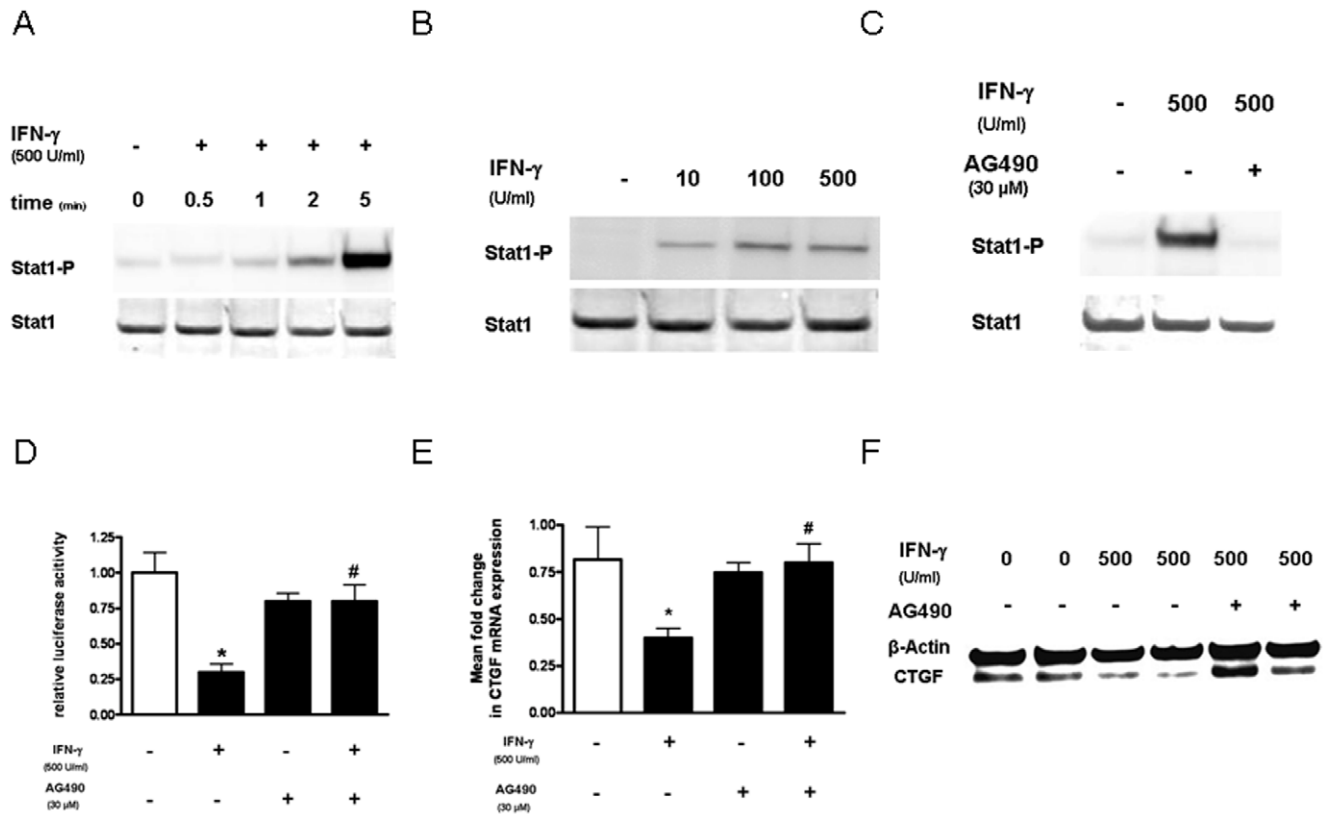 A
IFN-γ
(500 U/ml)
- + + + +
time (min) 0 0.5 1 2 5
Stat1-P
Stat1
B
IFN-γ
(U/ml)
- 10 100 500
Stat1-P
Stat1
C
IFN-γ
(U/ml)
- 500 500
AG490
(30 µM)
- - +
Stat1-P
Stat1
D
relative luciferase acitivity
1.25
1.00
0.75
0.50
0.25
0.00
*
#
IFN-γ
(500 U/ml)
- + - +
AG490
(30 µM)
- - + +
E
Mean fold change
in CTGF mRNA expression
1.00
0.75
0.50
0.25
0.00
*
#
IFN-γ
(500 U/ml)
- + - +
AG490
(30 µM)
- - + +
F
IFN-γ
(U/ml)
0 0 500 500 500 500
AG490 - - - - + +
β-Actin
CTGF